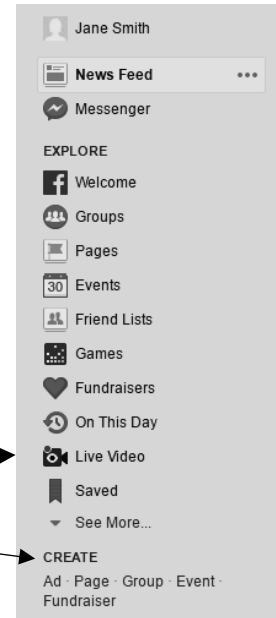 Jane Smith
News Feed
Messenger
EXPLORE
Welcome
Groups
Pages
30 Events
Friend Lists
Games
Fundraisers
On This Day
Live Video
Saved
See More...
CREATE
Ad · Page · Group · Event ·
Fundraiser